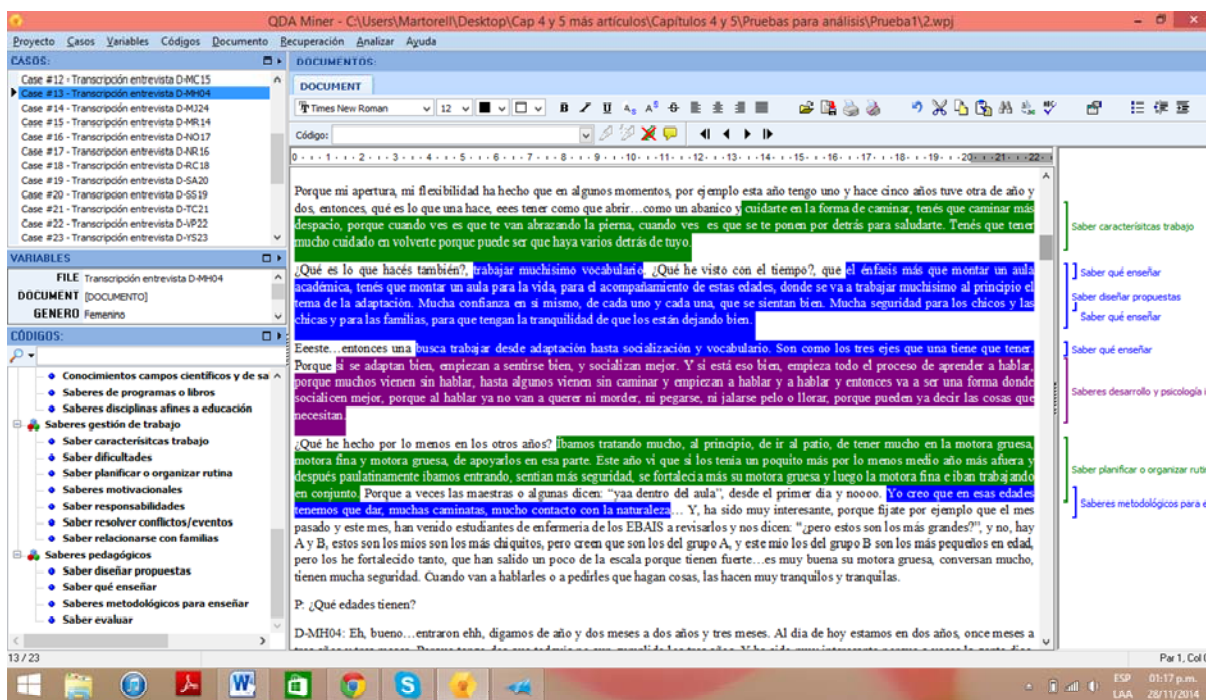 QDA Miner - C:\Users\Martorell\Desktop\Cap 4 y 5 más artículos\Capítulos 4 y 5\Pruebas para análisis\Prueba1\2.wpj
Proyecto Casos Variables Códigos Documento Recuperación Analizar Ayuda
CASOS:
Case #12 - Transcripción entrevista D-MC15
Case #13 - Transcripción entrevista D-MH04
Case #14 - Transcripción entrevista D-MJ24
Case #15 - Transcripción entrevista D-MR14
Case #16 - Transcripción entrevista D-NO17
Case #17 - Transcripción entrevista D-NR16
Case #18 - Transcripción entrevista D-RC18
Case #19 - Transcripción entrevista D-SA20
Case #20 - Transcripción entrevista D-SS19
Case #21 - Transcripción entrevista D-TC21
Case #22 - Transcripción entrevista D-VP22
Case #23 - Transcripción entrevista D-YS23
VARIABLES
FILE Transcripción entrevista D-MH04
DOCUMENT [DOCUMENTO]
GENERO Femenino
CÓDIGOS:
Conocimientos campos científicos y de sa
Saberes de programas o libros
Saberes disciplinas afines a educación
Saberes gestión de trabajo
Saber caracterísitcas trabajo
Saber dificultades
Saber planificar o organizar rutina
Saberes motivacionales
Saber responsabilidades
Saber resolver conflictos/eventos
Saber relacionarse con familias
Saberes pedagógicos
Saber diseñar propuestas
Saber qué enseñar
Saberes metodológicos para enseñar
Saber evaluar
13 / 23
DOCUMENTOS:
DOCUMENT
Times New Roman 12 B I U
Código:
0 1 2 3 4 5 6 7 8 9 10 11 12 13 14 15 16 17 18 19 20 21 22
Porque mi apertura, mi flexibilidad ha hecho que en algunos momentos, por ejemplo esta año tengo uno y hace cinco años tuve otra de año y
dos, entonces, qué es lo que una hace, eees tener como que abrir…como un abanico y cuidarte en la forma de caminar, tenés que caminar más
despacio, porque cuando ves es que te van abrazando la pierna, cuando ves es que se te ponen por detrás para saludarte. Tenés que tener
mucho cuidado en volverte porque puede ser que haya varios detrás de tuyo.
¿Qué es lo que hacés también?, trabajar muchísimo vocabulario. ¿Qué he visto con el tiempo?, que el énfasis más que montar un aula
académica, tenés que montar un aula para la vida, para el acompañamiento de estas edades, donde se va a trabajar muchísimo al principio el
tema de la adaptación. Mucha confianza en si mismo, de cada uno y cada una, que se sientan bien. Mucha seguridad para los chicos y las
chicas y para las familias, para que tengan la tranquilidad de que los están dejando bien.
Eeeste…entonces una busca trabajar desde adaptación hasta socialización y vocabulario. Son como los tres ejes que una tiene que tener.
Porque si se adaptan bien, empiezan a sentirse bien, y socializan mejor. Y si está eso bien, empieza todo el proceso de aprender a hablar,
porque muchos vienen sin hablar, hasta algunos vienen sin caminar y empiezan a hablar y a hablar y entonces va a ser una forma donde
socialicen mejor, porque al hablar ya no van a querer ni morder, ni pegarse, ni jalarse pelo o llorar, porque pueden ya decir las cosas que
necesitan.
¿Qué he hecho por lo menos en los otros años? Ibamos tratando mucho, al principio, de ir al patio, de tener mucho en la motora gruesa,
motora fina y motora gruesa, de apoyarlos en esa parte. Este año vi que si los tenia un poquito más por lo menos medio año más afuera y
después paulatinamente ibamos entrando, sentian más seguridad, se fortalecía más su motora gruesa y luego la motora fina e iban trabajando
en conjunto. Porque a veces las maestras o algunas dicen: "yaa dentro del aula", desde el primer dia y noooo. Yo creo que en esas edades
tenemos que dar, muchas caminatas, mucho contacto con la naturaleza… Y, ha sido muy interesante, porque fijate por ejemplo que el mes
pasado y este mes, han venido estudiantes de enfermeria de los EBAIS a revisarlos y nos dicen: "¿pero estos son los más grandes?", y no, hay
A y B, estos son los mios son los más chiquitos, pero creen que son los del grupo A, y este mio los del grupo B son los más pequeños en edad,
pero los he fortalecido tanto, que han salido un poco de la escala porque tienen fuerte…es muy buena su motora gruesa, conversan mucho,
tienen mucha seguridad. Cuando van a hablarles o a pedirles que hagan cosas, las hacen muy tranquilos y tranquilas.
P: ¿Qué edades tienen?
D-MH04: Eh, bueno…entraron ehh, digamos de año y dos meses a dos años y tres meses. Al día de hoy estamos en dos años, once meses a
Saber caracterísitcas trabajo
Saber qué enseñar
Saber diseñar propuestas
Saber qué enseñar
Saber qué enseñar
Saberes desarrollo y psicología i
Saber planificar o organizar ruti
Saberes metodológicos para e
Par 1, Col
ESP
LAA
01:17 p.m.
28/11/2014